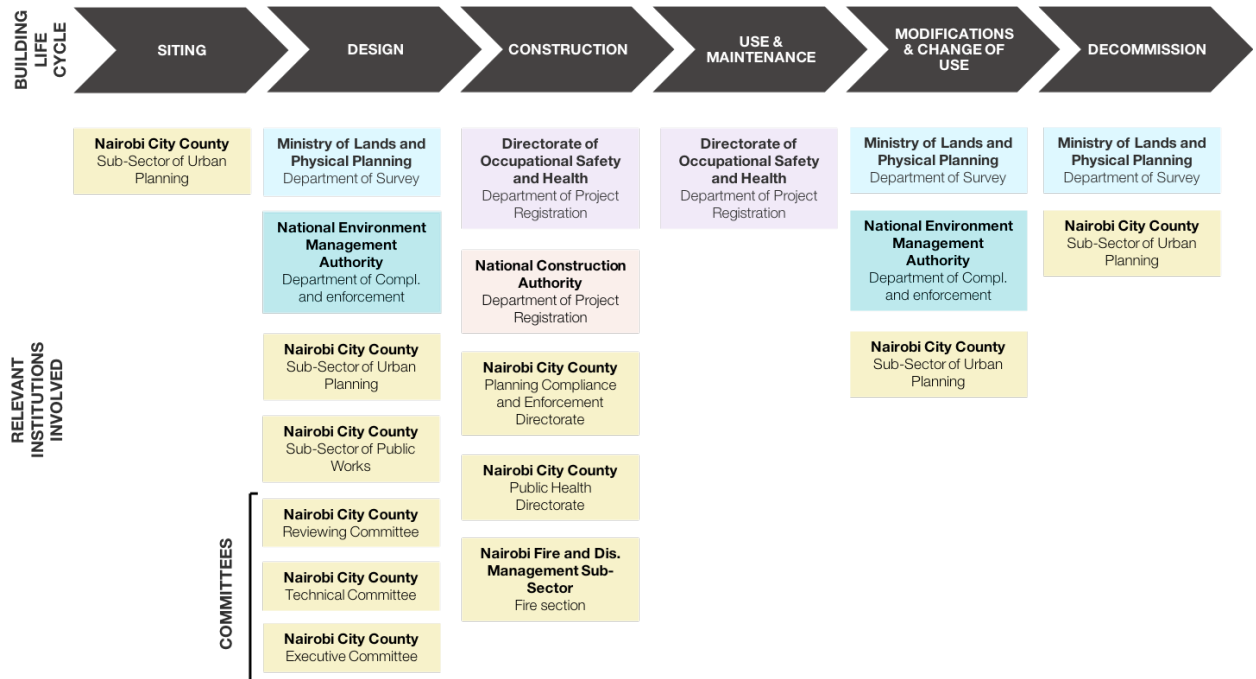 BUILDING
LIFE
CYCLE
SITING
DESIGN
CONSTRUCTION
USE &
MAINTENANCE
MODIFICATIONS
& CHANGE OF
USE
DECOMMISSION
RELEVANT
INSTITUTIONS
INVOLVED
Nairobi City County
Sub-Sector of Urban
Planning
Ministry of Lands and
Physical Planning
Department of Survey
National Environment
Management
Authority
Department of Compl.
and enforcement
Nairobi City County
Sub-Sector of Urban
Planning
Nairobi City County
Sub-Sector of Public
Works
COMMITTEES
Nairobi City County
Reviewing Committee
Nairobi City County
Technical Committee
Nairobi City County
Executive Committee
Directorate of
Occupational Safety
and Health
Department of Project
Registration
National Construction
Authority
Department of Project
Registration
Nairobi City County
Planning Compliance
and Enforcement
Directorate
Nairobi City County
Public Health
Directorate
Nairobi Fire and Dis.
Management Sub-
Sector
Fire section
Directorate of
Occupational Safety
and Health
Department of Project
Registration
Ministry of Lands and
Physical Planning
Department of Survey
National Environment
Management
Authority
Department of Compl.
and enforcement
Nairobi City County
Sub-Sector of Urban
Planning
Ministry of Lands and
Physical Planning
Department of Survey
Nairobi City County
Sub-Sector of Urban
Planning